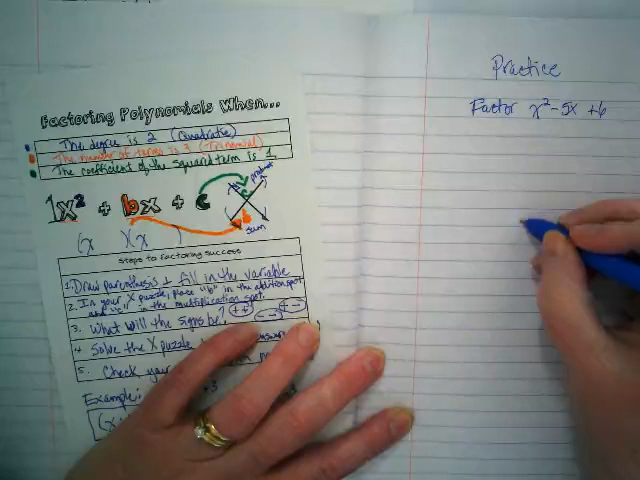 Factoring Polynomials When...
The degree is 2 (Quadratic)
The number of terms is 3 (Trinomial)
The coefficient of the square term is 1
1x² + bx + c
product
c
b
sum
(x )(x )
Steps to factoring success
1. Draw parenthesis + fill in the variable
2. In your X puzzle, place "b" in the addition spot
and "c" in the multiplication spot.
3. What will the signs be? (++) (--) (+-)
4. Solve the X puzzle
5. Check your
Example:
(x
Practice
Factor x² - 5x + 6